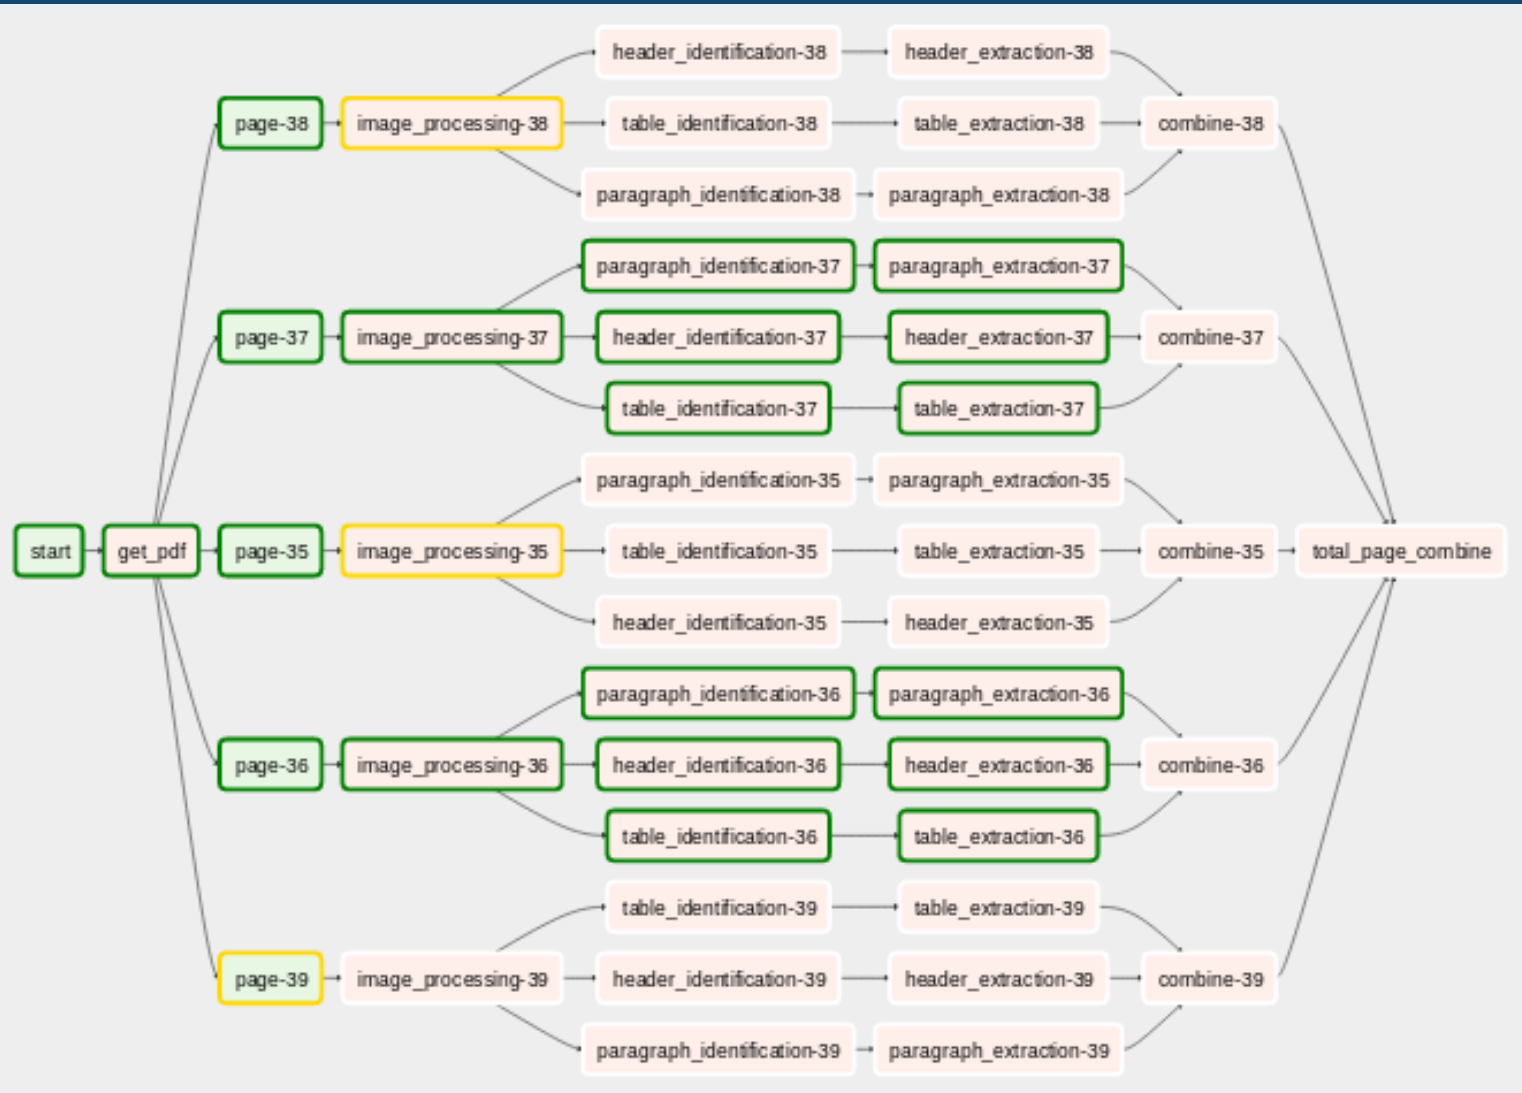 header_identification-38 header_extraction-38
page-38 image_processing-38 table_identification-38 table_extraction-38 combine-38
paragraph_identification-38 paragraph_extraction-38
paragraph_identification-37 paragraph_extraction-37
page-37 image_processing-37 header_identification-37 header_extraction-37 combine-37
table_identification-37 table_extraction-37
paragraph_identification-35 paragraph_extraction-35
start get_pdf page-35 image_processing-35 table_identification-35 table_extraction-35 combine-35 total_page_combine
header_identification-35 header_extraction-35
paragraph_identification-36 paragraph_extraction-36
page-36 image_processing-36 header_identification-36 header_extraction-36 combine-36
table_identification-36 table_extraction-36
table_identification-39 table_extraction-39
page-39 image_processing-39 header_identification-39 header_extraction-39 combine-39
paragraph_identification-39 paragraph_extraction-39